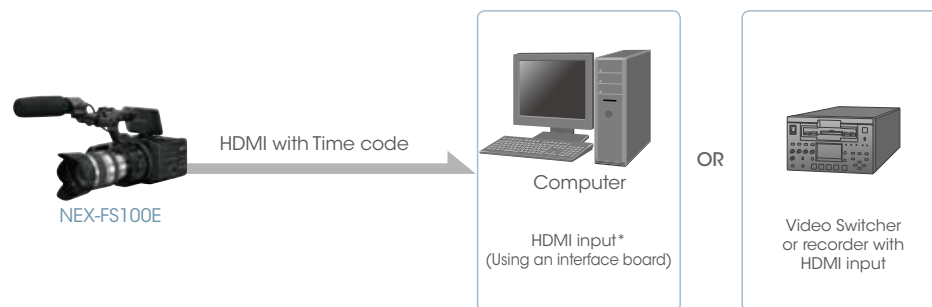 HDMI with Time code
NEX-FS100E
Computer
HDMI input*
(Using an interface board)
OR
Video Switcher
or recorder with
HDMI input